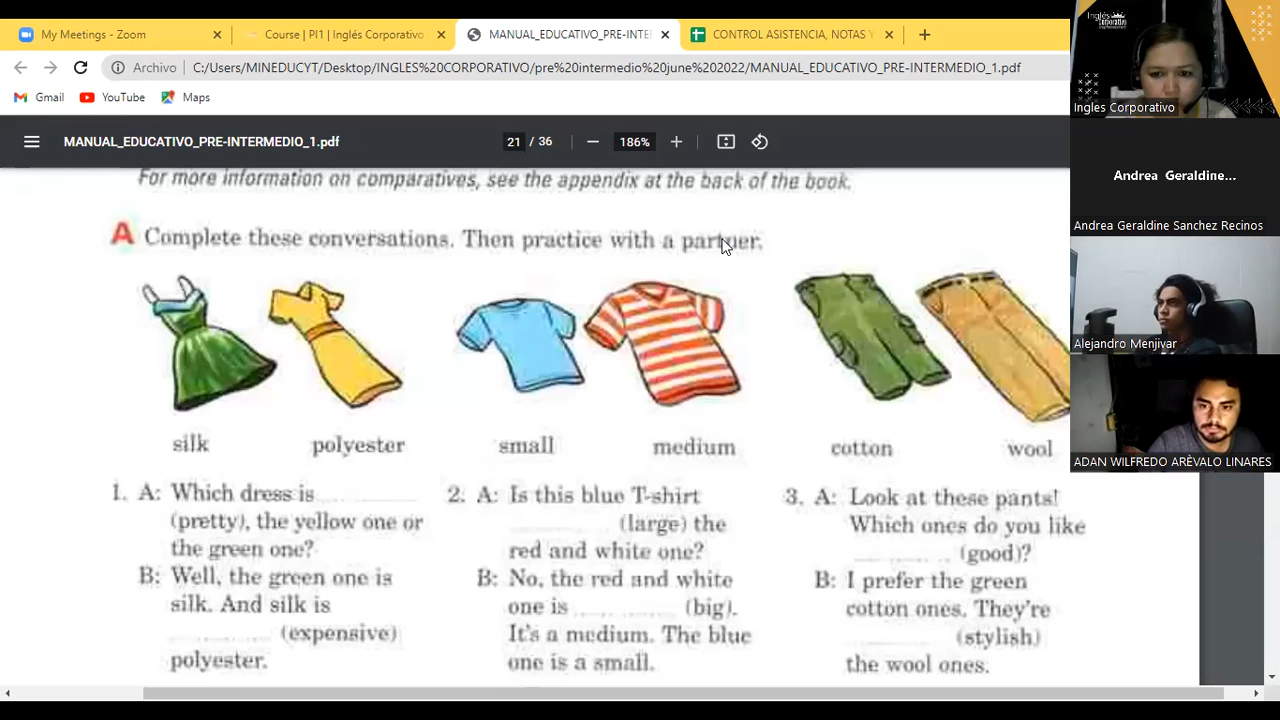 My Meetings - Zoom
Course | PI1 | Inglés Corporativo
MANUAL_EDUCATIVO_PRE-INTE
CONTROL ASISTENCIA, NOTAS Y
Archivo
C:/Users/MINEDUCYT/Desktop/INGLES%20CORPORATIVO/pre%20intermedio%20june%202022/MANUAL_EDUCATIVO_PRE-INTERMEDIO_1.pdf
Gmail
YouTube
Maps
MANUAL_EDUCATIVO_PRE-INTERMEDIO_1.pdf
21 / 36
186%
For more information on comparatives, see the appendix at the back of the book.
A Complete these conversations. Then practice with a partner.
silk
polyester
small
medium
cotton
wool
1. A: Which dress is
(pretty), the yellow one or
the green one?
B: Well, the green one is
silk. And silk is
(expensive)
polyester.
2. A: Is this blue T-shirt
(large) the
red and white one?
B: No, the red and white
one is (big).
It's a medium. The blue
one is a small.
3. A: Look at these pants!
Which ones do you like
(good)?
B: I prefer the green
cotton ones. They're
(stylish)
the wool ones.
Inglés
Corporativo
Ingles Corporativo
Andrea Geraldine...
Andrea Geraldine Sanchez Recinos
Alejandro Menjivar
ADAN WILFREDO ARÈVALO LINARES